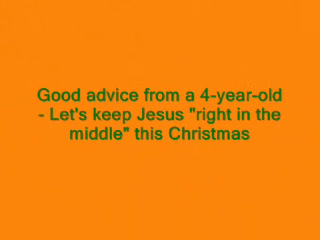 Good advice from a 4-year-old
- Let's keep Jesus "right in the
middle" this Christmas